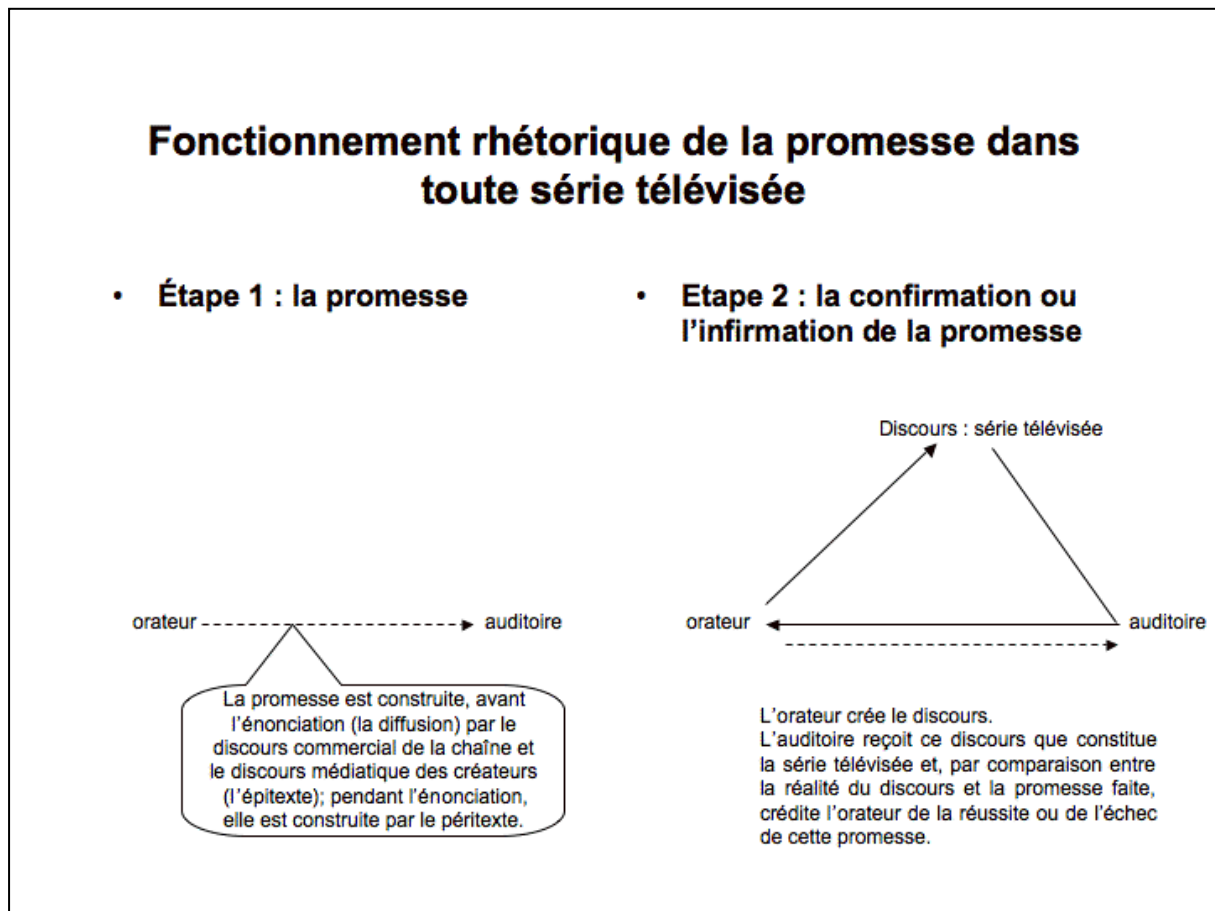 Fonctionnement rhétorique de la promesse dans
toute série télévisée
• Étape 1 : la promesse
orateur
auditoire
La promesse est construite, avant
l'énonciation (la diffusion) par le
discours commercial de la chaîne et
le discours médiatique des créateurs
(l'épitexte); pendant l'énonciation,
elle est construite par le péritexte.
• Etape 2 : la confirmation ou
l'infirmation de la promesse
Discours : série télévisée
orateur
auditoire
L'orateur crée le discours.
L'auditoire reçoit ce discours que constitue
la série télévisée et, par comparaison entre
la réalité du discours et la promesse faite,
crédite l'orateur de la réussite ou de l'échec
de cette promesse.